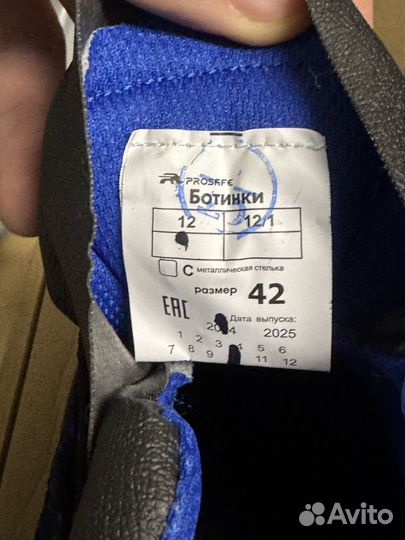 PROSAFE
Ботинки
12 12/1
С металлическая стелька
размер 42
EAC
Дата выпуска:
2025
1 2 3 4 5 6
7 8 9 11 12
Avito